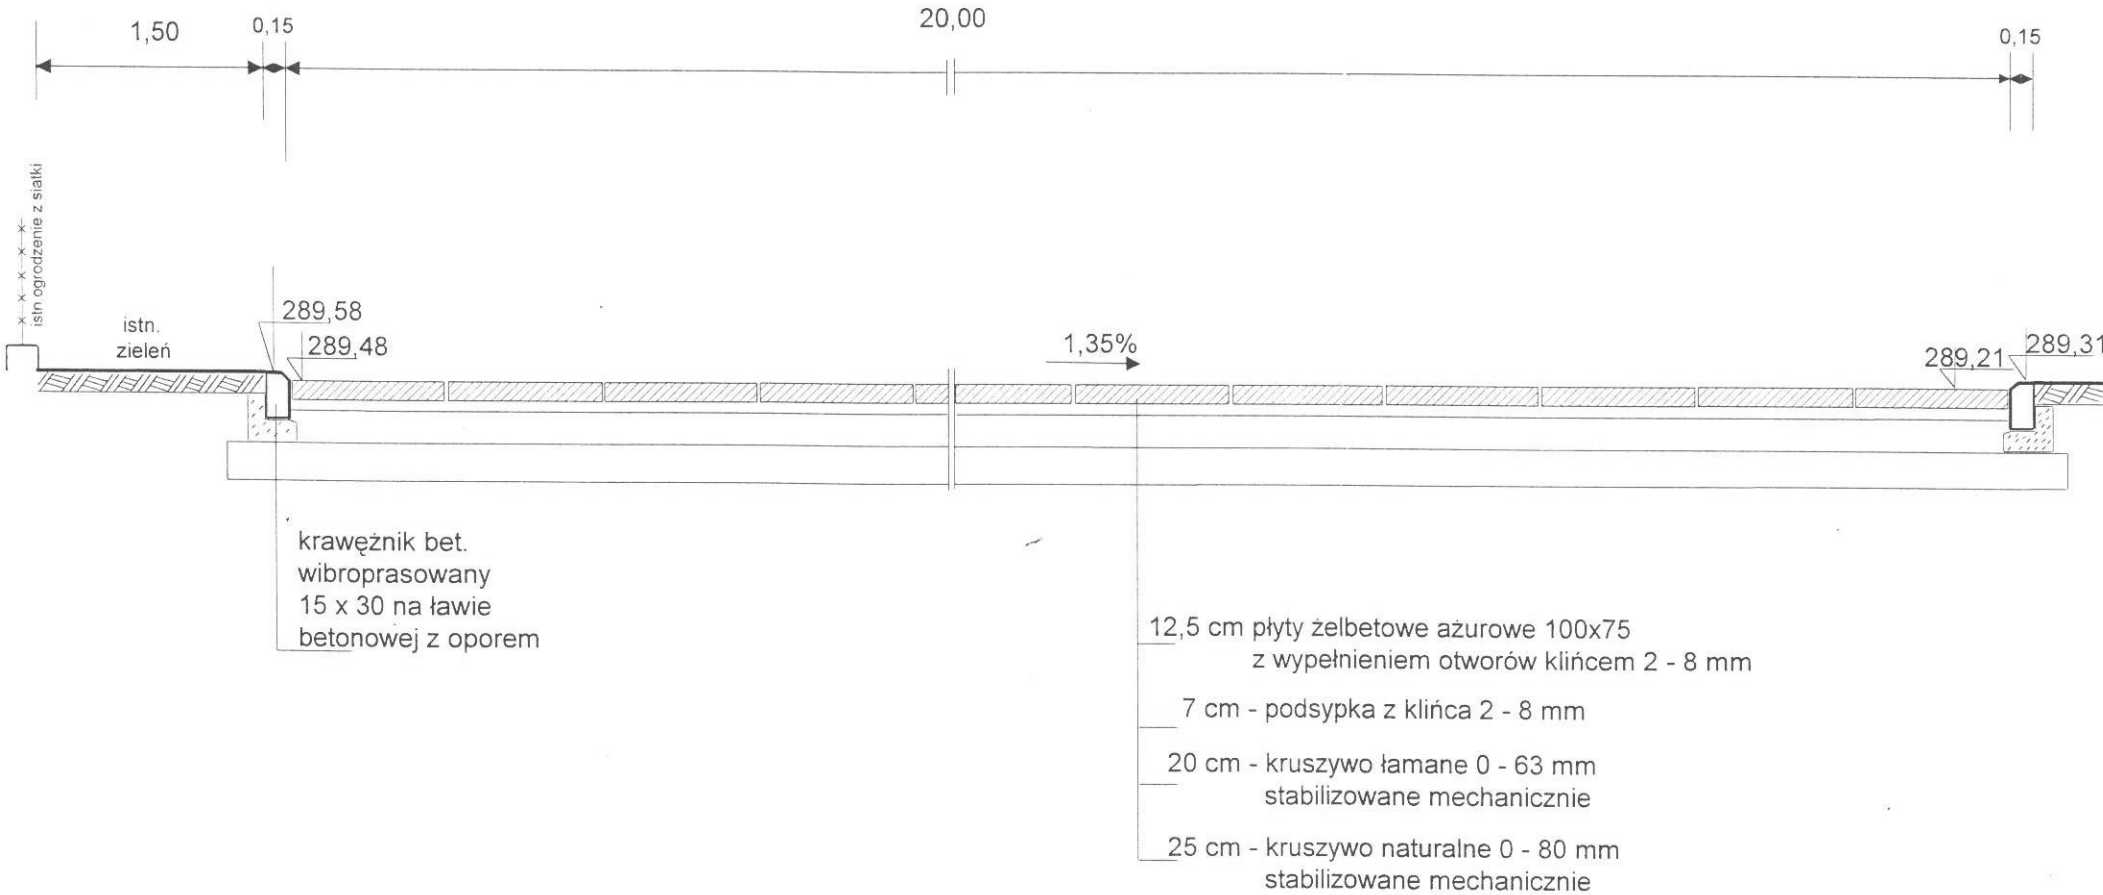 1,50
0,15
20,00
0,15
istn ogrodzenie z siatki
289,58
289,48
istn.
zieleń
1,35%
289,21
289,31
krawężnik bet.
wibroprasowany
15 x 30 na ławie
betonowej z oporem
12,5 cm płyty żelbetowe ażurowe 100x75
z wypełnieniem otworów klińcem 2 - 8 mm
7 cm - podsypka z klińca 2 - 8 mm
20 cm - kruszywo łamane 0 - 63 mm
stabilizowane mechanicznie
25 cm - kruszywo naturalne 0 - 80 mm
stabilizowane mechanicznie